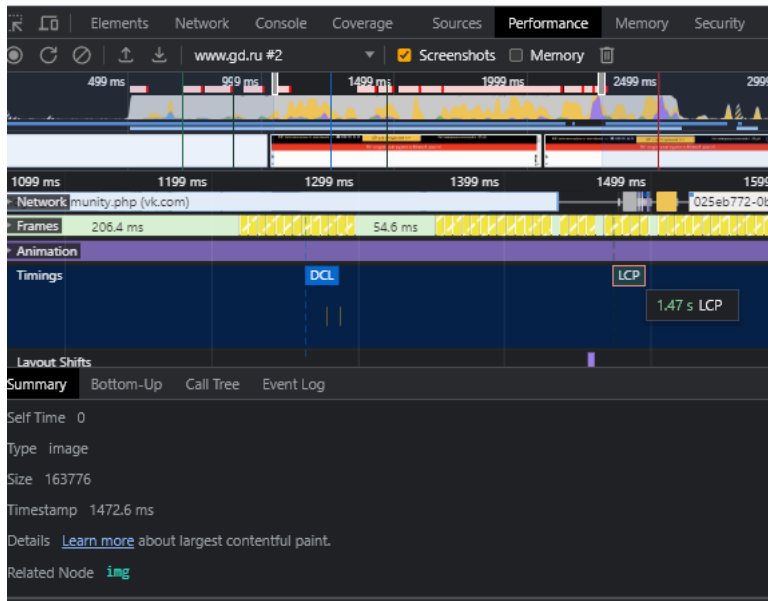 Elements Network Console Coverage Sources Performance Memory Security
www.gd.ru #2 Screenshots Memory
499 ms 999 ms 1499 ms 1999 ms 2499 ms 2999
1099 ms 1199 ms 1299 ms 1399 ms 1499 ms 1599
Network munity.php (vk.com) 025eb772-0b
Frames 206.4 ms 54.6 ms
Animation
Timings DCL LCP
1.47 s LCP
Layout Shifts
Summary Bottom-Up Call Tree Event Log
Self Time 0
Type image
Size 163776
Timestamp 1472.6 ms
Details Learn more about largest contentful paint.
Related Node img